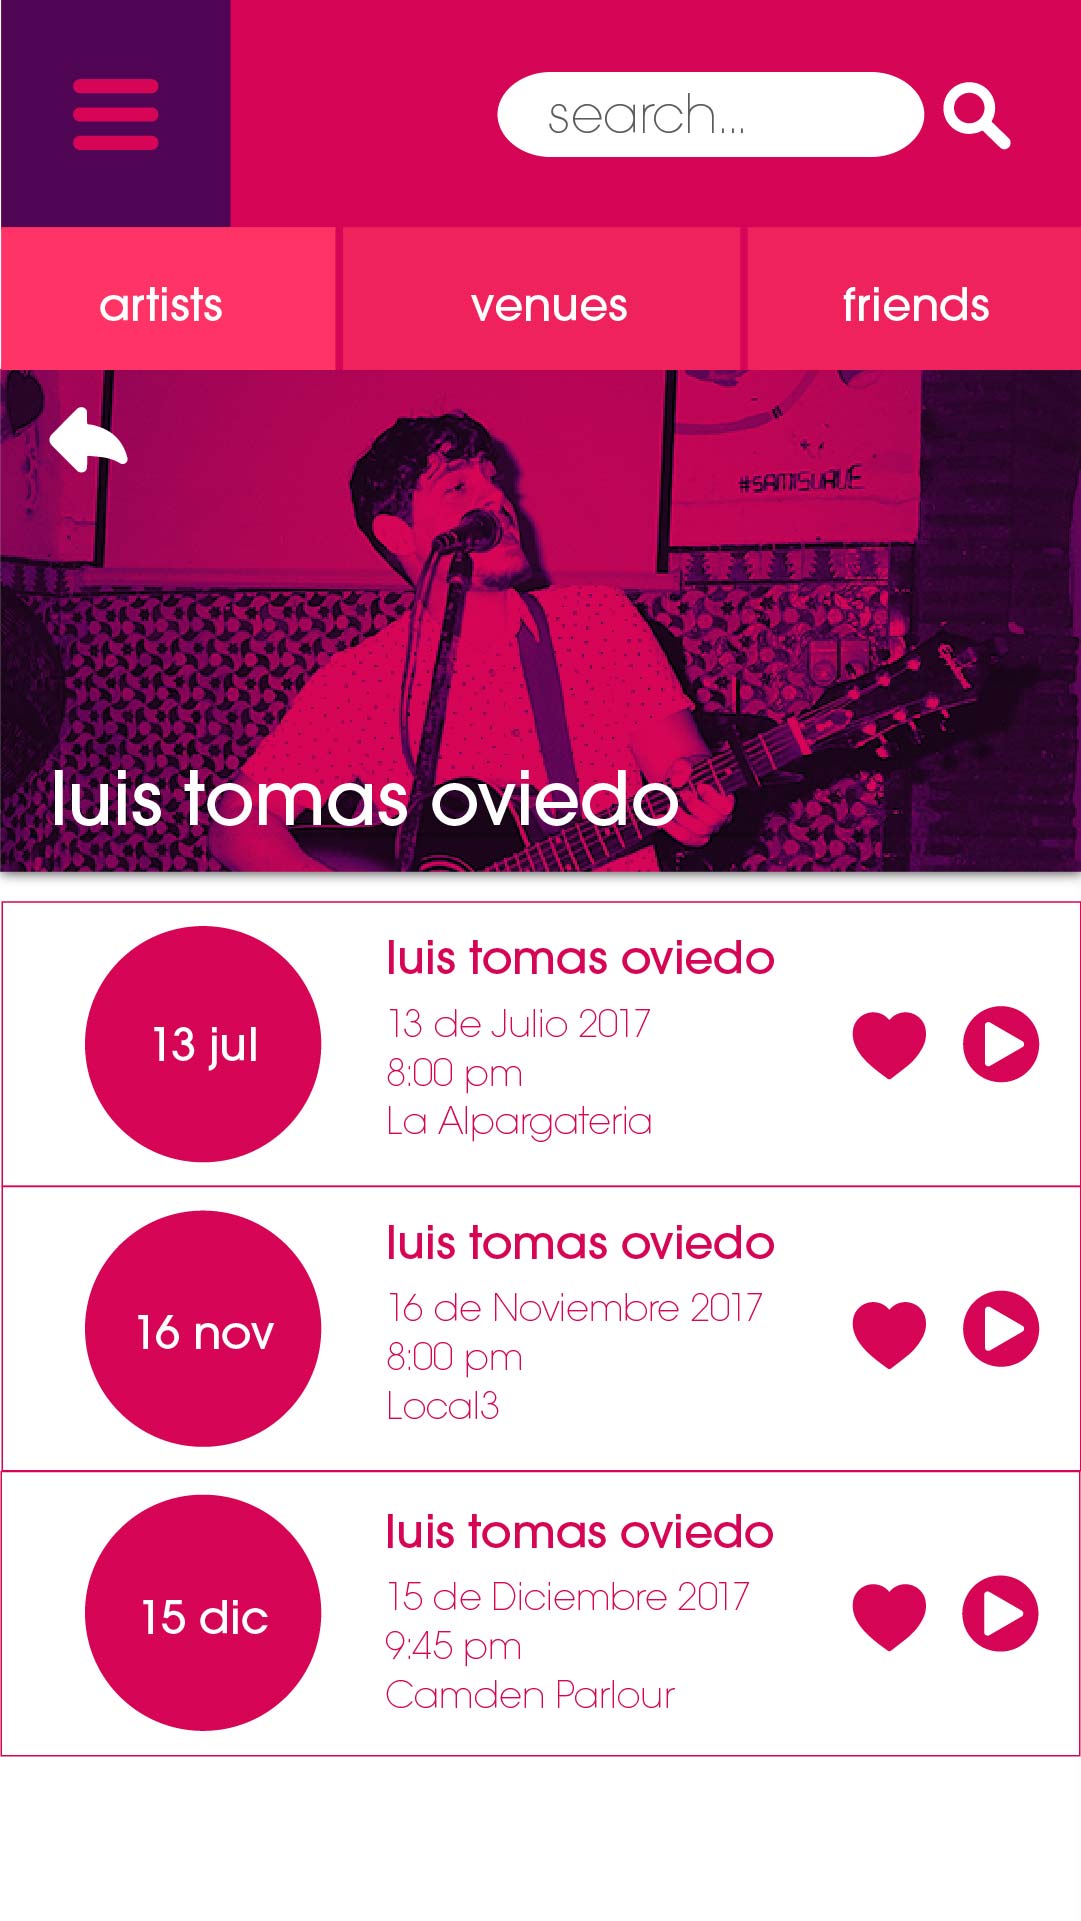 search...
artists
venues
friends
#SAMISUAVE
luis tomas oviedo
13 jul
luis tomas oviedo
13 de Julio 2017
8:00 pm
La Alpargateria
16 nov
luis tomas oviedo
16 de Noviembre 2017
8:00 pm
Local3
15 dic
luis tomas oviedo
15 de Diciembre 2017
9:45 pm
Camden Parlour